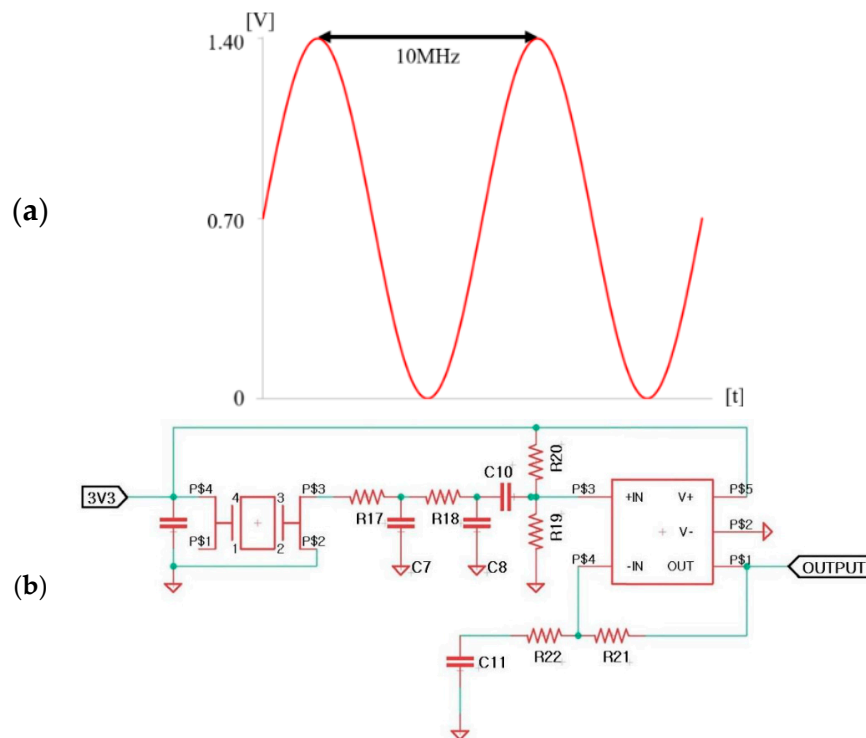 [V]
1.40
10MHz
(a)
0.70
0
[t]
3V3
P$4
4
3
P$3
P$1
1
2
P$2
R17
C7
R18
C8
C10
R20
R19
P$3
+IN
V+
P$5
V-
P$2
P$4
-IN
OUT
P$1
OUTPUT
(b)
C11
R22
R21